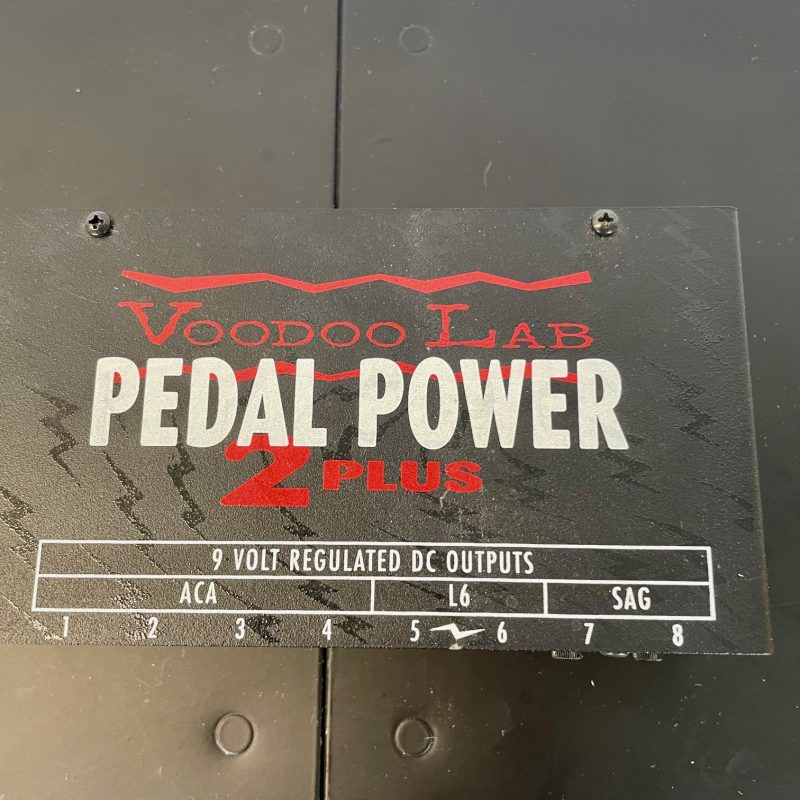 VOODOO LAB
PEDAL POWER
2 PLUS
9 VOLT REGULATED DC OUTPUTS
ACA L6 SAG
1 2 3 4 5 6 7 8